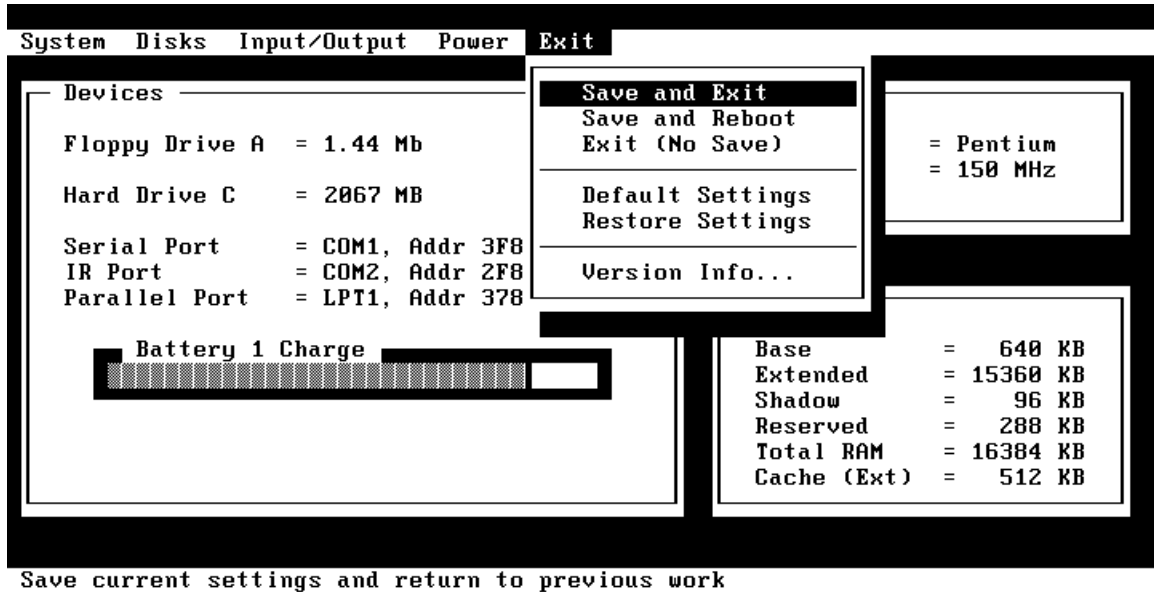 System Disks Input/Output Power Exit
Devices
Floppy Drive A = 1.44 Mb
Hard Drive C = 2067 MB
Serial Port = COM1, Addr 3F8
IR Port = COM2, Addr 2F8
Parallel Port = LPT1, Addr 378
Battery 1 Charge
Save and Exit
Save and Reboot
Exit (No Save)
Default Settings
Restore Settings
Version Info...
= Pentium
= 150 MHz
Base = 640 KB
Extended = 15360 KB
Shadow = 96 KB
Reserved = 288 KB
Total RAM = 16384 KB
Cache (Ext) = 512 KB
Save current settings and return to previous work